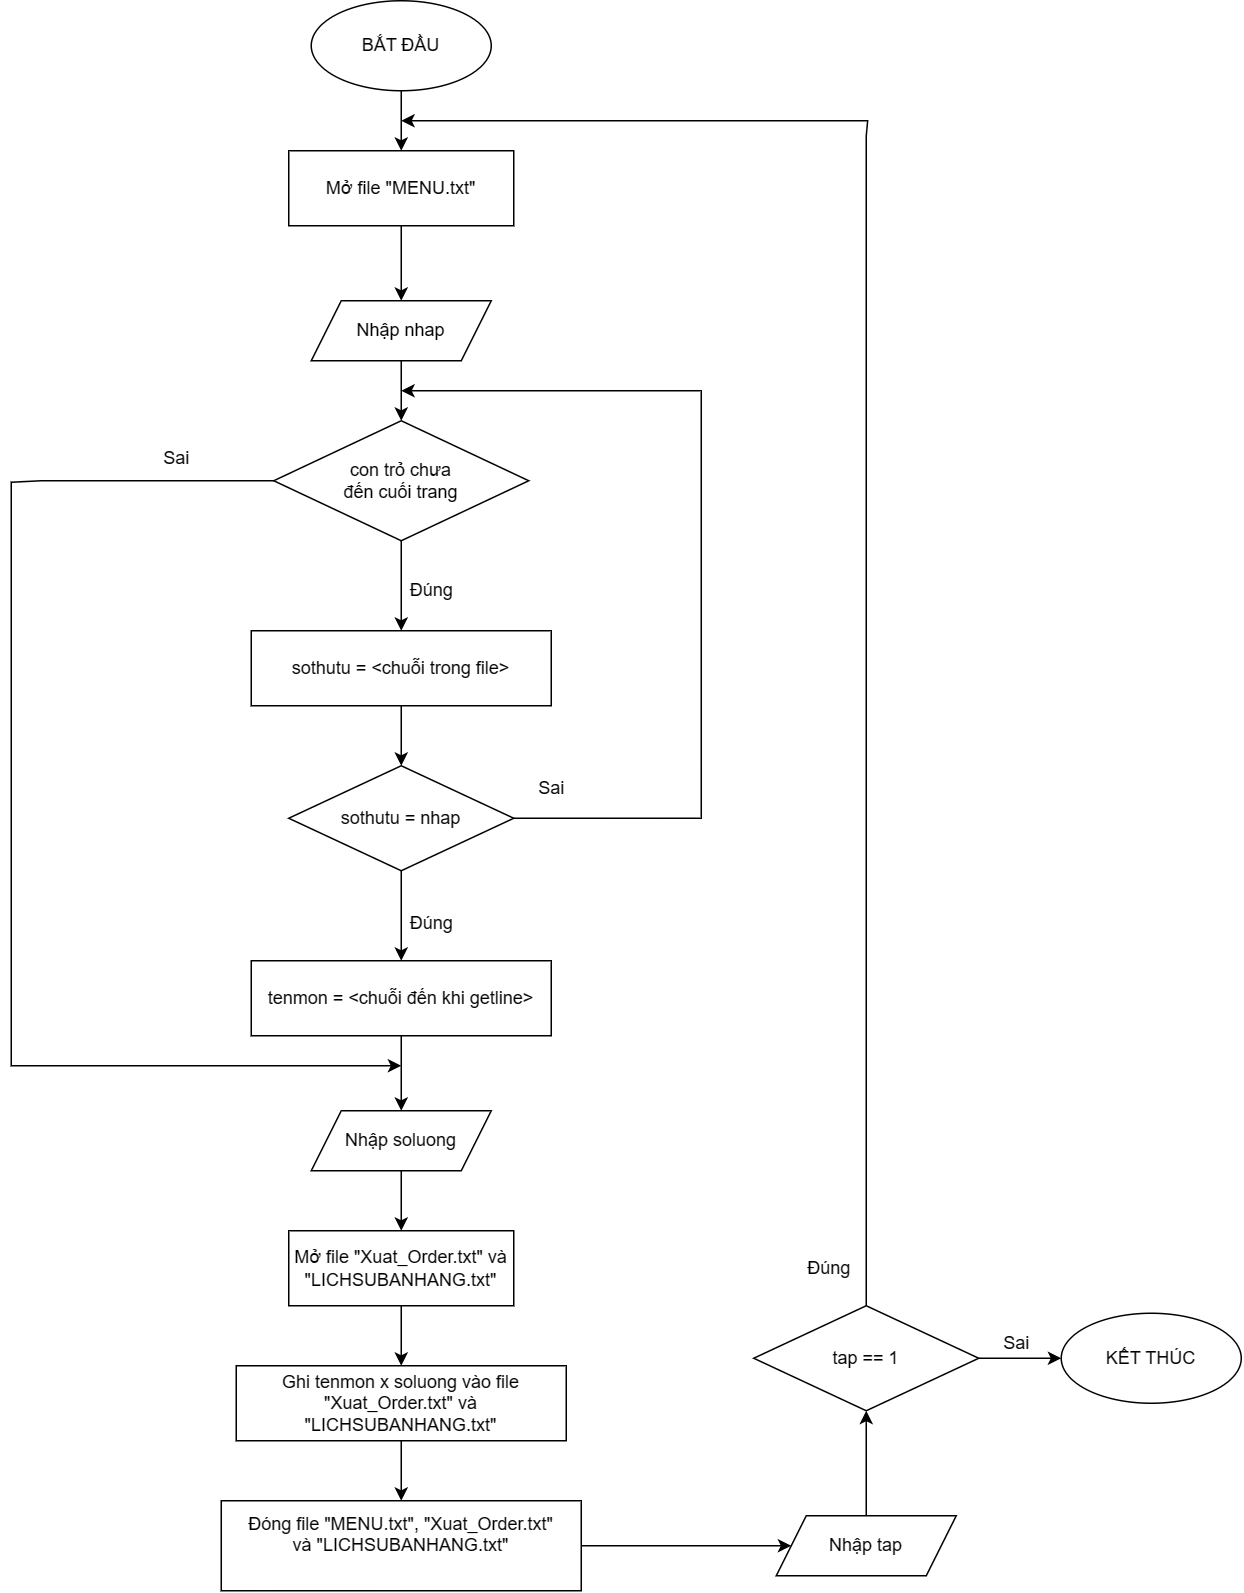 BẮT ĐẦU
Mở file "MENU.txt"
Nhập nhap
con trỏ chưa
đến cuối trang
Sai
Đúng
sothutu = <chuỗi trong file>
sothutu = nhap
Sai
Đúng
tenmon = <chuỗi đến khi getline>
Nhập soluong
Mở file "Xuat_Order.txt" và
"LICHSUBANHANG.txt"
Ghi tenmon x soluong vào file
"Xuat_Order.txt" và
"LICHSUBANHANG.txt"
Đóng file "MENU.txt", "Xuat_Order.txt"
và "LICHSUBANHANG.txt"
Nhập tap
tap == 1
Đúng
Sai
KẾT THÚC